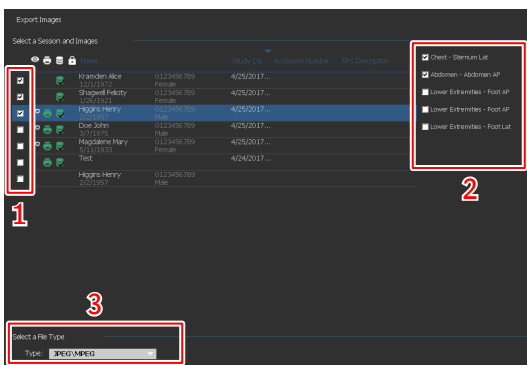 Export Images
Select a Session and Images
Name Study Da... Accession Number SPS Description
Kramden Alice 0123456789 4/25/2017...
12/1/1972 Female
Shagwell Felicity 0123456789 4/25/2017...
1/26/1921 Female
Higgins Henry 0123456789 4/25/2017...
2/2/1957 Male
Doe John 0123456789 4/25/2017...
3/7/1975 Male
Magdalene Mary 0123456789 4/25/2017...
5/11/1933 Female
Test 4/24/2017...
Higgins Henry 0123456789
2/2/1957 Male
Chest - Sternum Lat
Abdomen - Abdomen AP
Lower Extremities - Foot AP
Lower Extremities - Foot AP
Lower Extremities - Foot Lat
1
2
3
Select a File Type
Type: JPEG\MPEG